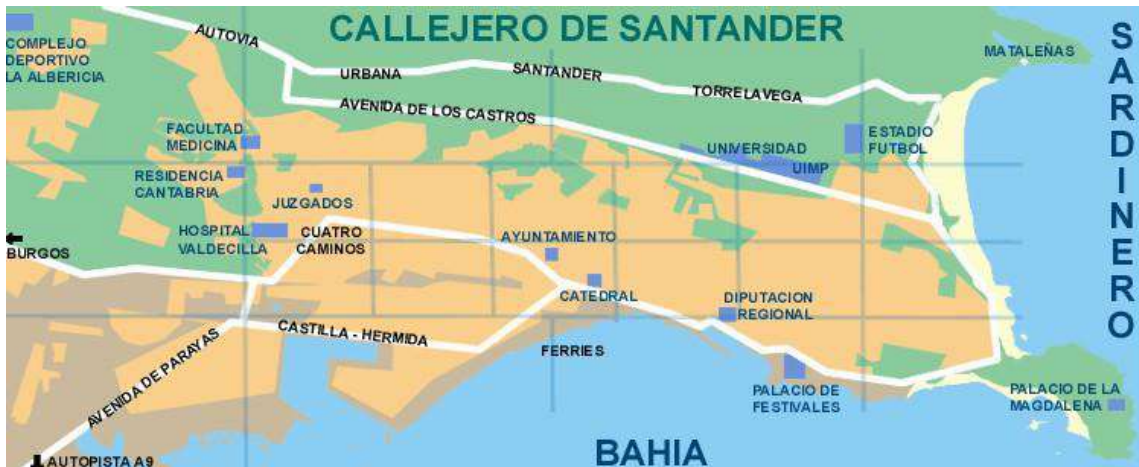 CALLEJERO DE SANTANDER
COMPLEJO
DEPORTIVO
LA ALBERICIA
AUTOVIA
URBANA
SANTANDER
TORRELAVEGA
MATALEÑAS
SARDINERO
AVENIDA DE LOS CASTROS
FACULTAD
MEDICINA
ESTADIO
FUTBOL
UNIVERSIDAD
UIMP
RESIDENCIA
CANTABRIA
JUZGADOS
HOSPITAL
VALDECILLA
CUATRO
CAMINOS
AYUNTAMIENTO
BURGOS
CATEDRAL
DIPUTACION
REGIONAL
CASTILLA - HERMIDA
FERRIES
AVENIDA DE PARAYAS
PALACIO DE
FESTIVALES
PALACIO DE LA
MAGDALENA
BAHIA
AUTOPISTA A9